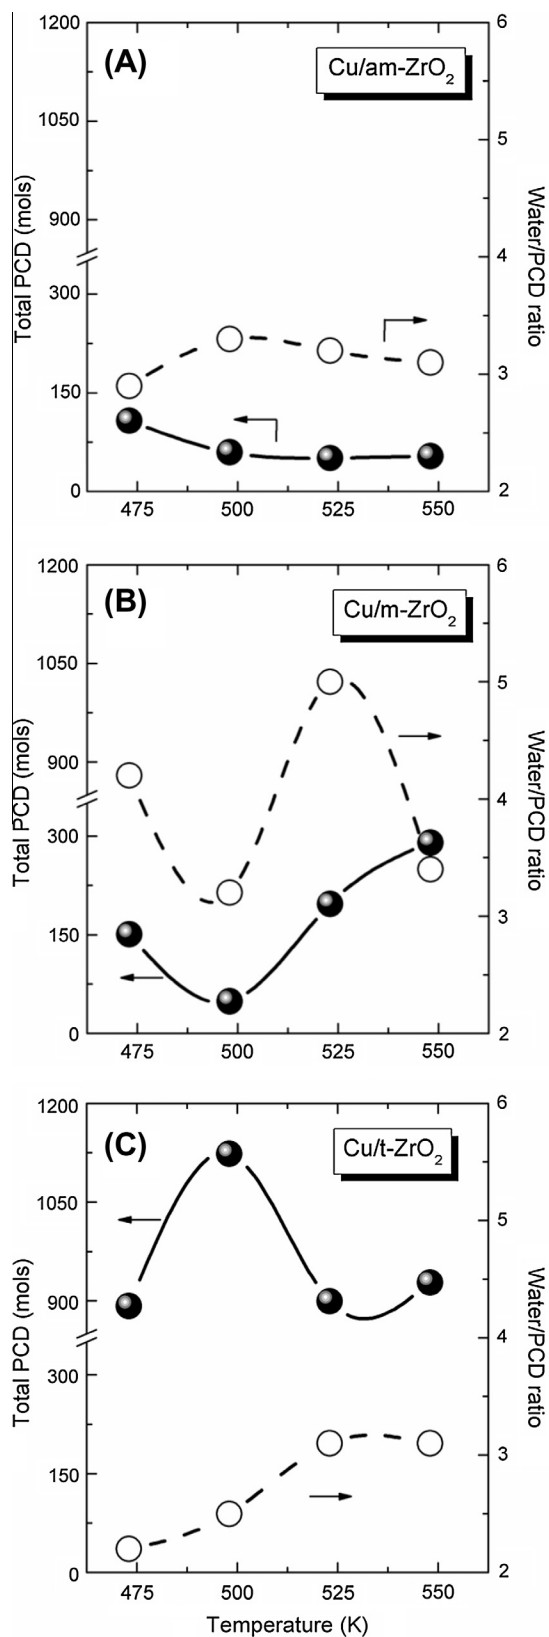 (A)
Cu/am-ZrO2
1200
1050
900
300
150
0
Total PCD (mols)
6
5
4
3
2
Water/PCD ratio
475 500 525 550
(B)
Cu/m-ZrO2
1200
1050
900
300
150
0
Total PCD (mols)
6
5
4
3
2
Water/PCD ratio
475 500 525 550
(C)
Cu/t-ZrO2
1200
1050
900
300
150
0
Total PCD (mols)
6
5
4
3
2
Water/PCD ratio
475 500 525 550
Temperature (K)